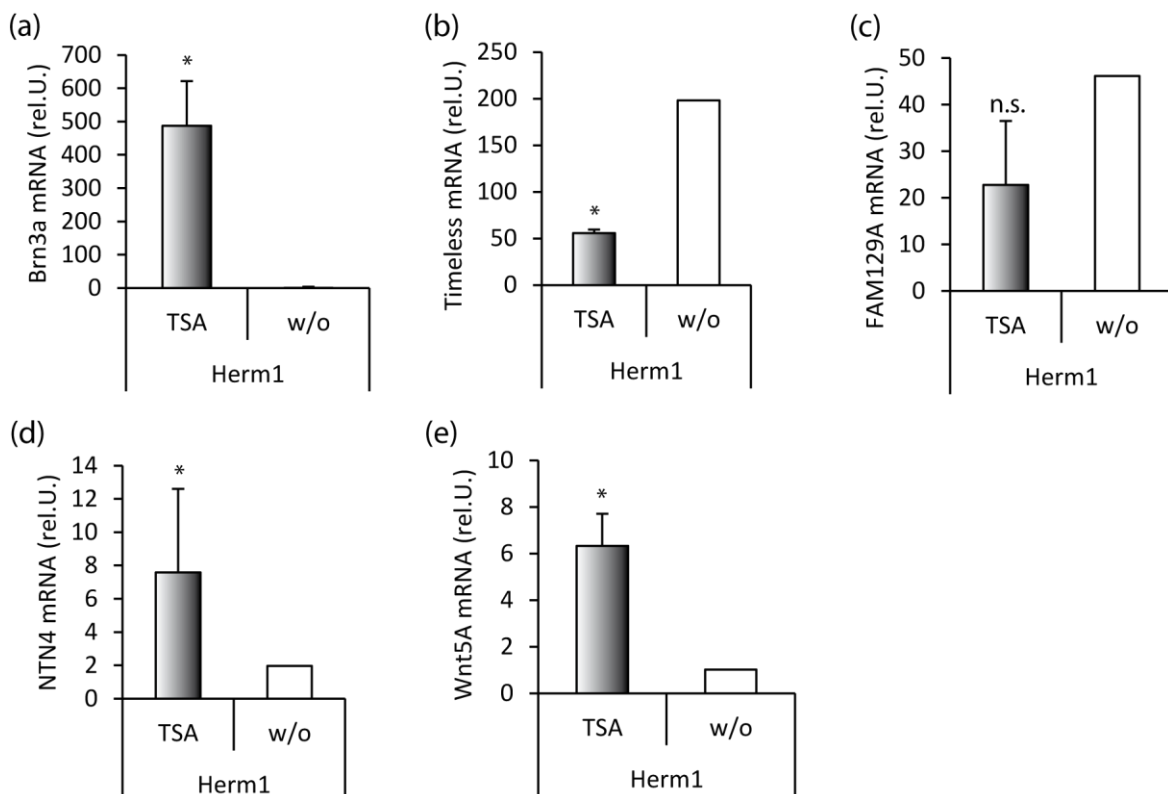 (a)
Brn3a mRNA (rel.U.)
700
600
500
400
300
200
100
0
*
TSA
w/o
Herm1
(b)
Timeless mRNA (rel.U.)
250
200
150
100
50
0
*
TSA
w/o
Herm1
(c)
FAM129A mRNA (rel.U.)
50
40
30
20
10
0
n.s.
TSA
w/o
Herm1
(d)
NTN4 mRNA (rel.U.)
14
12
10
8
6
4
2
0
*
TSA
w/o
Herm1
(e)
Wnt5A mRNA (rel.U.)
10
8
6
4
2
0
*
TSA
w/o
Herm1